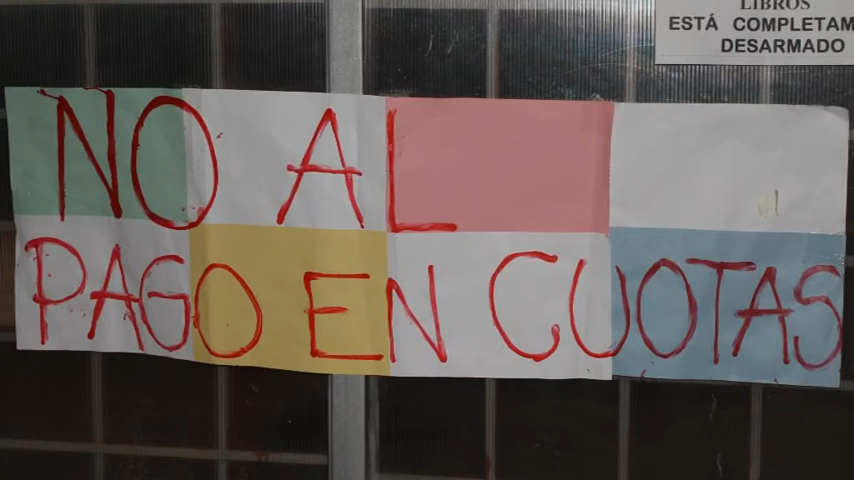 LIBROS
ESTÁ COMPLETAM
DESARMADO
NO AL
PAGO EN CUOTAS